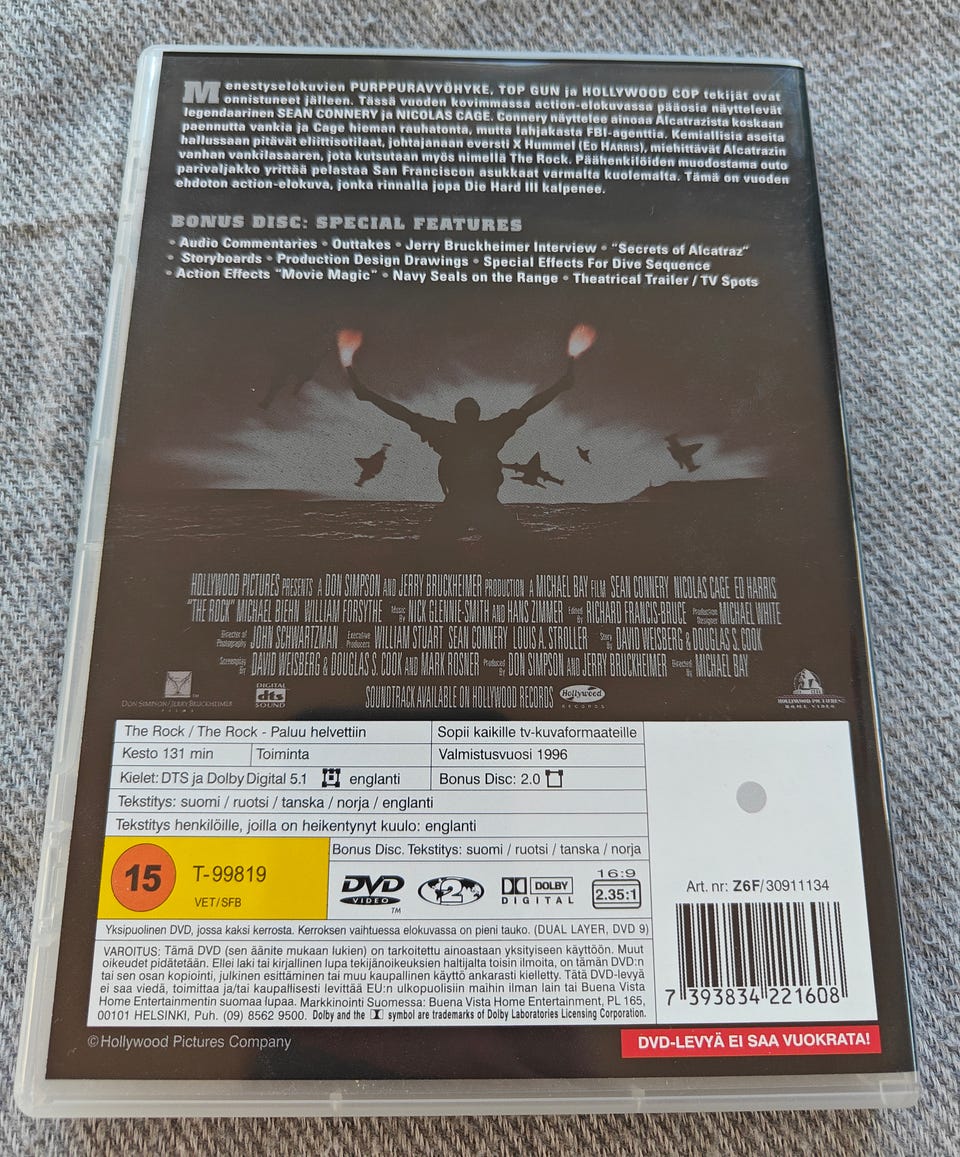 Menestyselokuvien PURPPURAVYÖHYKE, TOP GUN ja HOLLYWOOD COP tekijät ovat
onnistuneet jälleen. Tässä vuoden kovimmassa action-elokuvassa pääosia näyttelevät
legendaarinen SEAN CONNERY ja NICOLAS CAGE. Connery näyttelee ainoaa Alcatrazista koskaan
paennutta vankia ja Cage hieman rauhatonta, mutta lahjakasta FBI-agenttia. Kemiallisia aseita
hallussaan pitävät eliittisotilaat, johtajanaan eversti X Hummel (ED HARRIS), miehittävät Alcatrazin
vanhan vankilasaaren, jota kutsutaan myös nimellä The Rock. Päähenkilöiden muodostama outo
parivaljakko yrittää pelastaa San Franciscon asukkaat varmalta kuolemalta. Tämä on vuoden
ehdoton action-elokuva, jonka rinnalla jopa Die Hard III kalpenee.
BONUS DISC: SPECIAL FEATURES
• Audio Commentaries • Outtakes • Jerry Bruckheimer Interview • "Secrets of Alcatraz"
• Storyboards • Production Design Drawings • Special Effects For Dive Sequence
• Action Effects "Movie Magic" • Navy Seals on the Range • Theatrical Trailer / TV Spots
HOLLYWOOD PICTURES PRESENTS A DON SIMPSON AND JERRY BRUCKHEIMER PRODUCTION A MICHAEL BAY FILM SEAN CONNERY NICOLAS CAGE ED HARRIS
"THE ROCK" MICHAEL BIEHN WILLIAM FORSYTHE Music By NICK GLENNIE-SMITH AND HANS ZIMMER Edited By RICHARD FRANCIS-BRUCE Production Designer MICHAEL WHITE
Director of Photography JOHN SCHWARTZMAN Executive Producers WILLIAM STUART SEAN CONNERY LOUIS A. STROLLER Story By DAVID WEISBERG & DOUGLAS S. COOK
Screenplay By DAVID WEISBERG & DOUGLAS S. COOK AND MARK ROSNER Produced By DON SIMPSON AND JERRY BRUCKHEIMER Directed By MICHAEL BAY
DON SIMPSON/JERRY BRUCKHEIMER
FILMS
DIGITAL
dts
SOUND
SOUNDTRACK AVAILABLE ON HOLLYWOOD RECORDS
Hollywood
RECORDS
HOLLYWOOD PICTURES
HOME VIDEO
The Rock / The Rock - Paluu helvettiin
Sopii kaikille tv-kuvaformaateille
Kesto 131 min
Toiminta
Valmistusvuosi 1996
Kielet: DTS ja Dolby Digital 5.1 englanti
Bonus Disc: 2.0
Tekstitys: suomi / ruotsi / tanska / norja / englanti
Tekstitys henkilöille, joilla on heikentynyt kuulo: englanti
Bonus Disc. Tekstitys: suomi / ruotsi / tanska / norja
15
T-99819
VET/SFB
DVD
VIDEO
TM
2
DOLBY
DIGITAL
16:9
2.35:1
Yksipuolinen DVD, jossa kaksi kerrosta. Kerroksen vaihtuessa elokuvassa on pieni tauko. (DUAL LAYER, DVD 9)
VAROITUS: Tämä DVD (sen äänite mukaan lukien) on tarkoitettu ainoastaan yksityiseen käyttöön. Muut
oikeudet pidätetään. Ellei laki tai kirjallinen lupa tekijänoikeuksien haltijalta toisin ilmoita, on tämän DVD:n
tai sen osan kopiointi, julkinen esittäminen tai muu kaupallinen käyttö ankarasti kielletty. Tätä DVD-levyä
ei saa viedä, toimittaa ja/tai kaupallisesti levittää EU:n ulkopuolisiin maihin ilman lain tai Buena Vista
Home Entertainmentin suomaa lupaa. Markkinointi Suomessa: Buena Vista Home Entertainment, PL 165,
00101 HELSINKI, Puh. (09) 8562 9500. Dolby and the symbol are trademarks of Dolby Laboratories Licensing Corporation.
Art. nr: Z6F/30911134
7 393834 221608
© Hollywood Pictures Company
DVD-LEVYÄ EI SAA VUOKRATA!